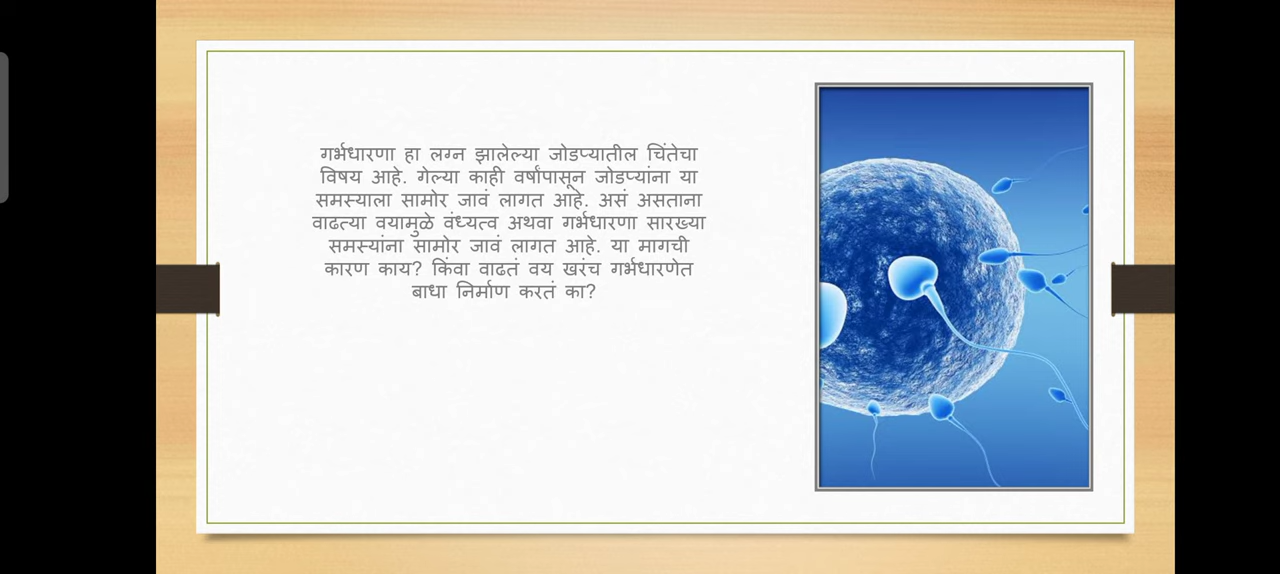 गर्भधारणा हा लग्न झालेल्या जोडप्यातील चिंतेचा
विषय आहे. गेल्या काही वर्षांपासून जोडप्यांना या
समस्याला सामोर जावं लागत आहे. असं असताना
वाढत्या वयामुळे वंध्यत्व अथवा गर्भधारणा सारख्या
समस्यांना सामोर जावं लागत आहे. या मागची
कारण काय? किंवा वाढतं वय खरंच गर्भधारणेत
बाधा निर्माण करतं का?